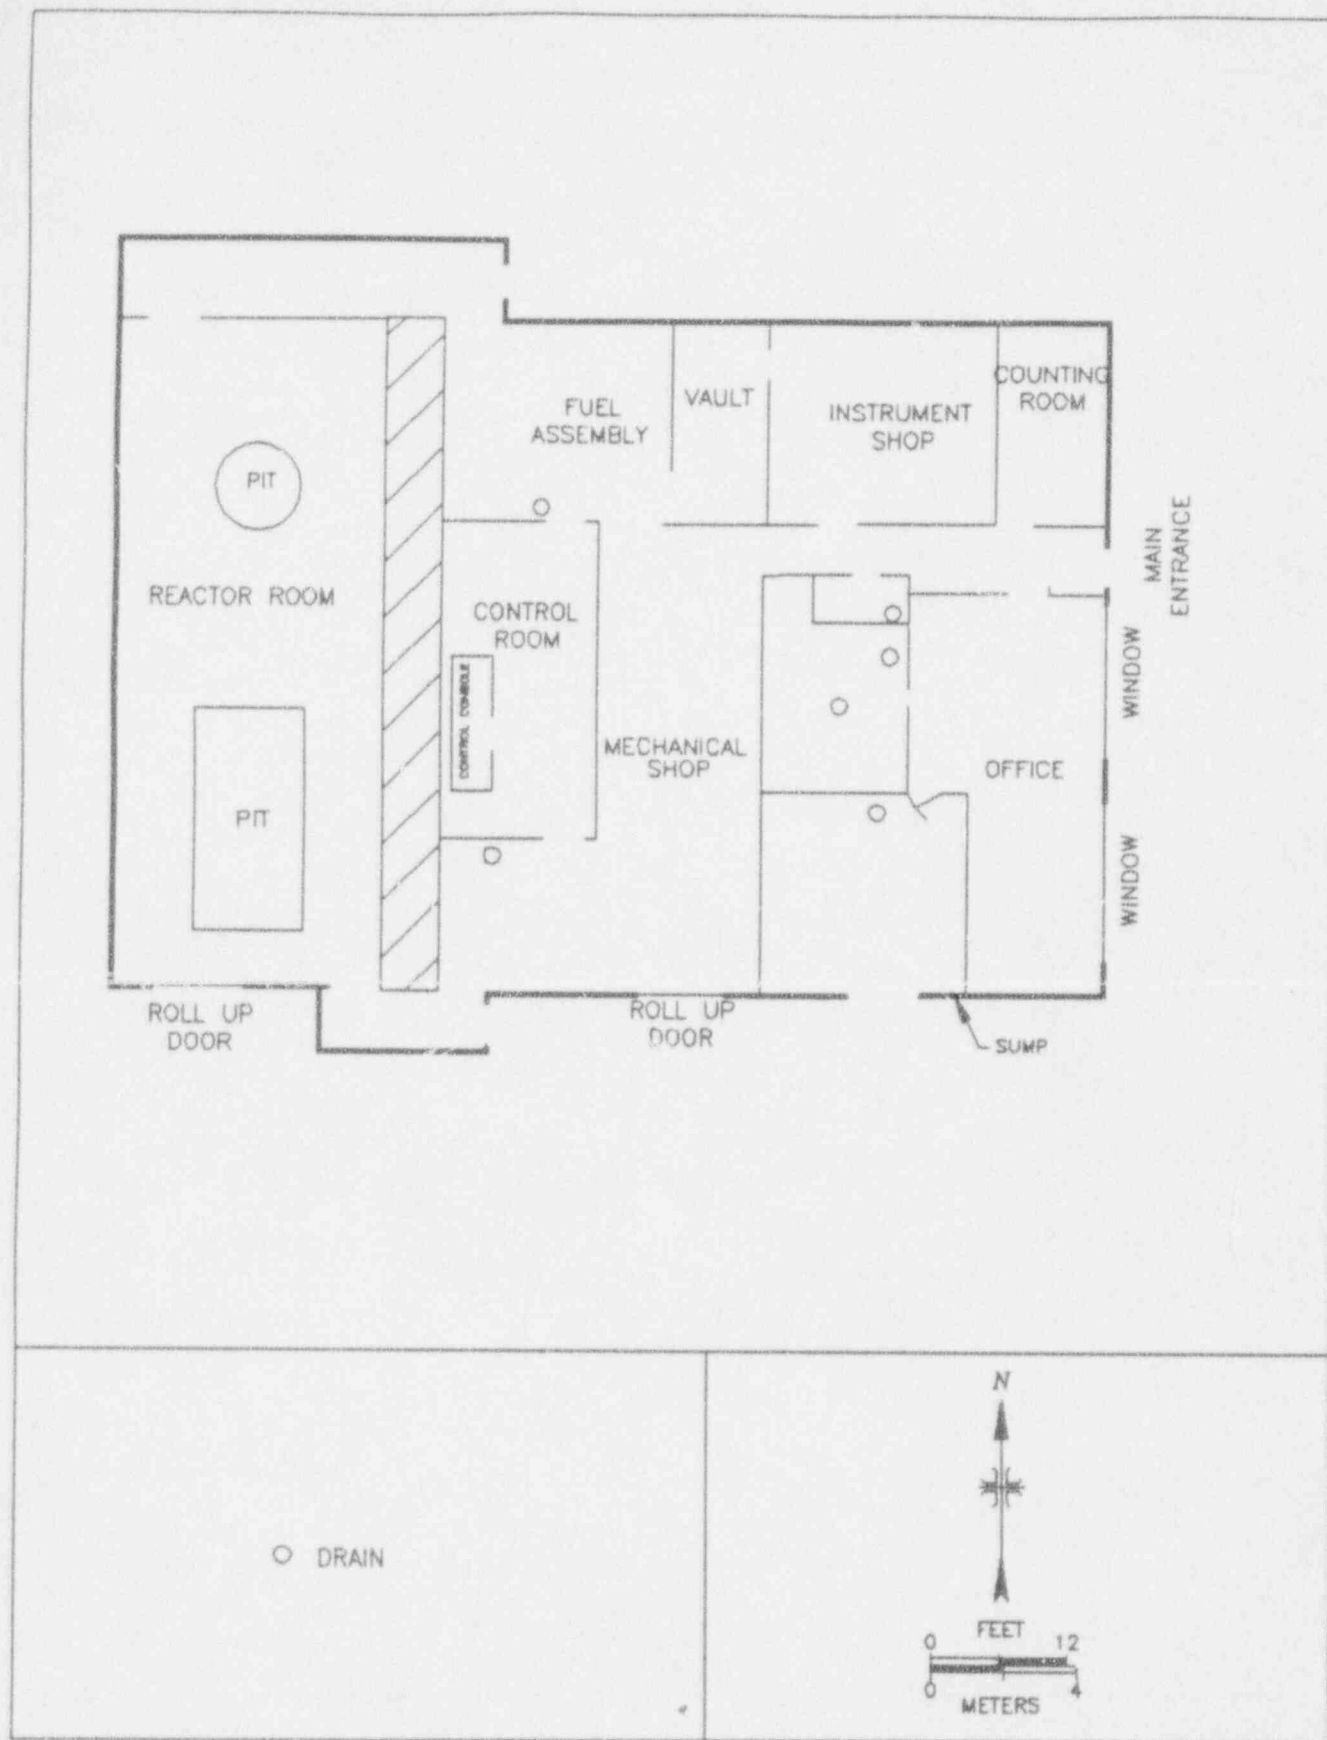 COUNTING
ROOM
VAULT
FUEL
ASSEMBLY
INSTRUMENT
SHOP
PIT
MAIN
ENTRANCE
REACTOR ROOM
CONTROL
ROOM
WINDOW
CONTROL CONSOLE
MECHANICAL
SHOP
OFFICE
PIT
WINDOW
ROLL UP
DOOR
ROLL UP
DOOR
SUMP
N
DRAIN
FEET
0 12
0 4
METERS